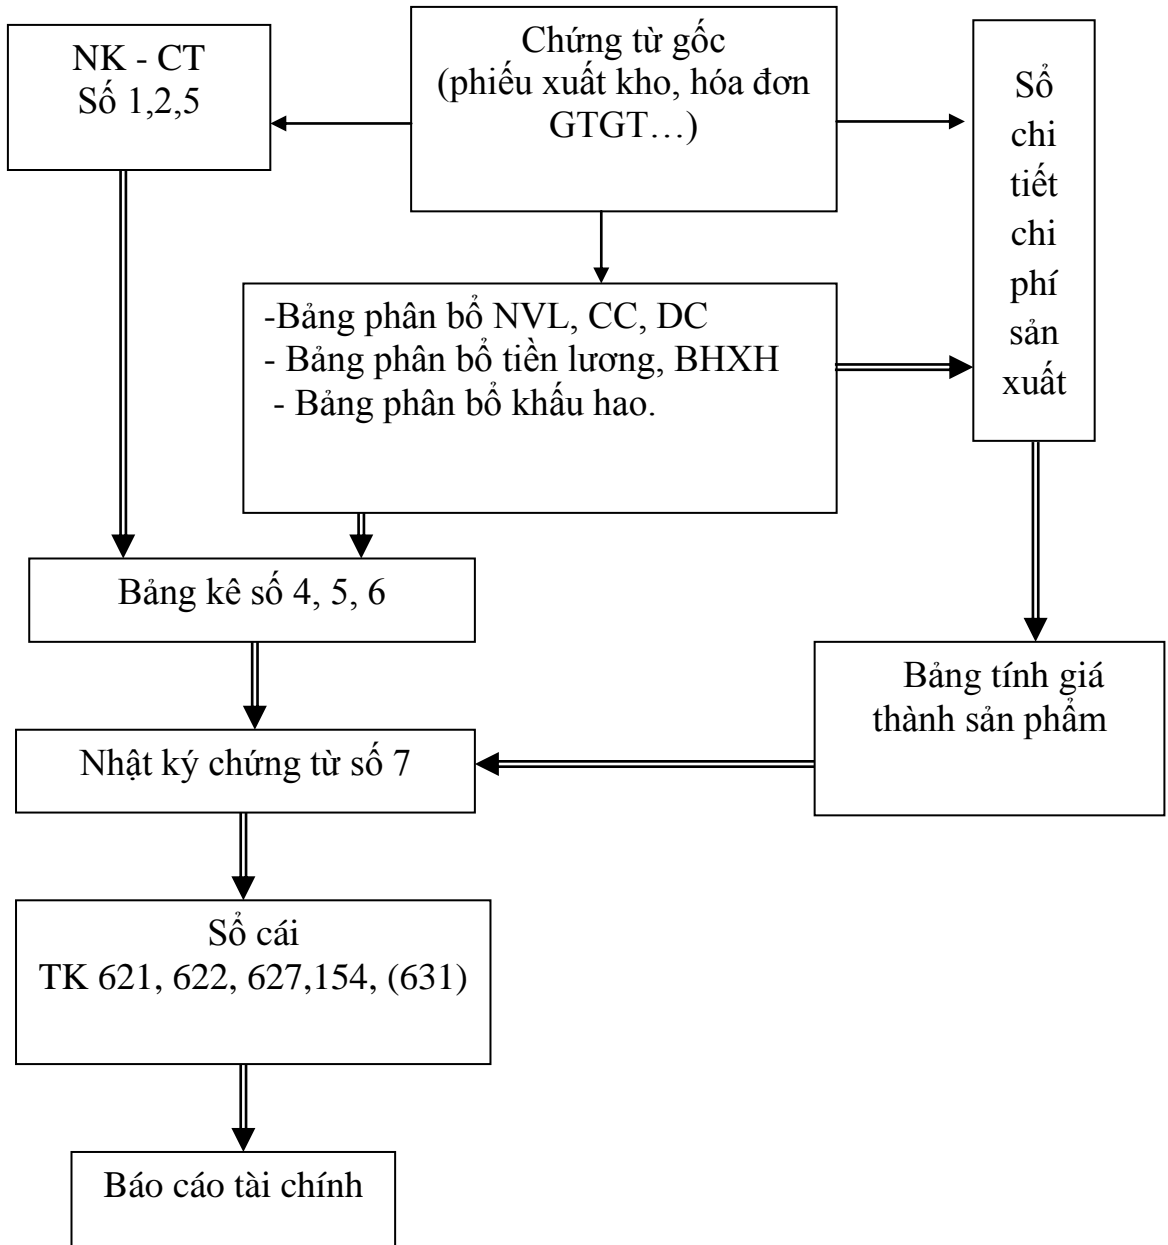 NK - CT
Số 1,2,5
Chứng từ gốc
(phiếu xuất kho, hóa đơn
GTGT…)
Sổ
chi
tiết
chi
phí
sản
xuất
-Bảng phân bổ NVL, CC, DC
- Bảng phân bổ tiền lương, BHXH
- Bảng phân bổ khấu hao.
Bảng kê số 4, 5, 6
Bảng tính giá
thành sản phẩm
Nhật ký chứng từ số 7
Sổ cái
TK 621, 622, 627,154, (631)
Báo cáo tài chính